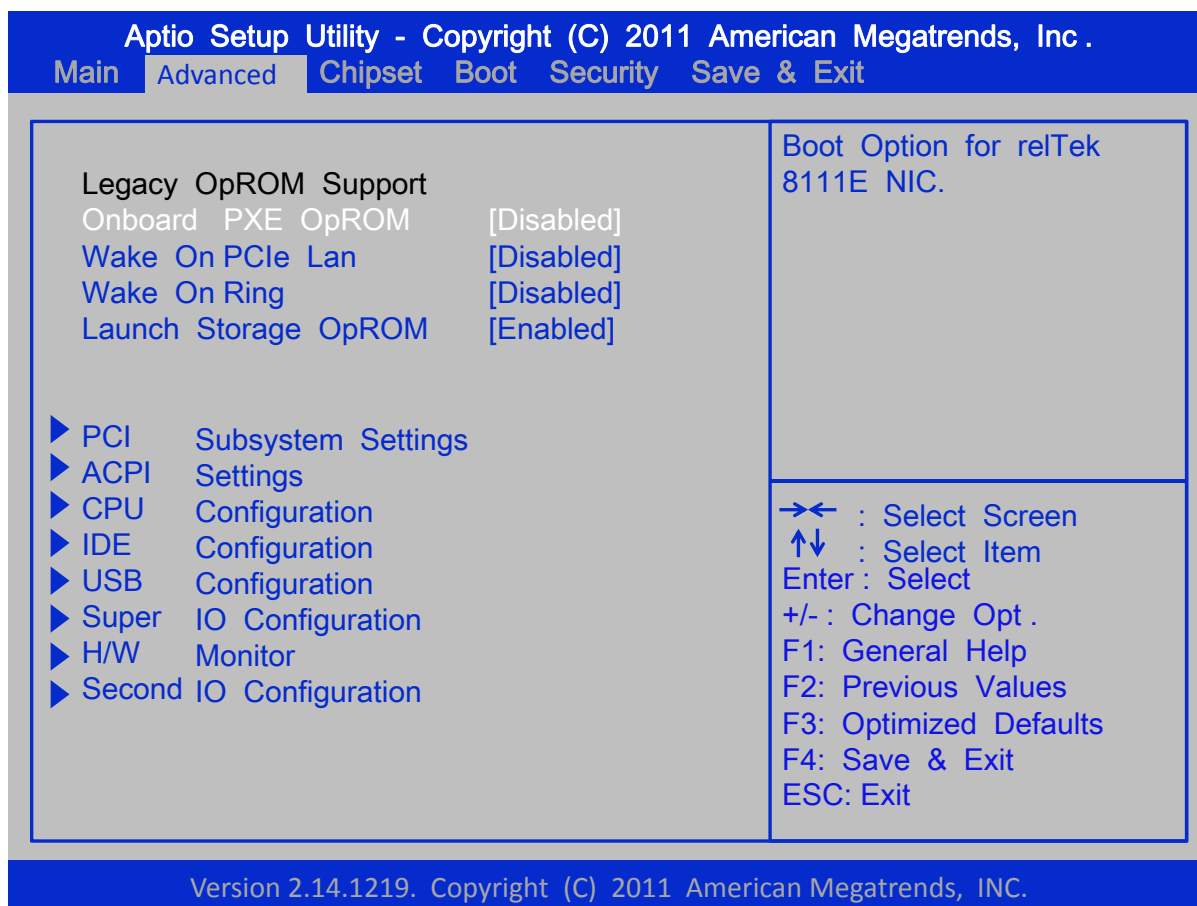 Aptio Setup Utility - Copyright (C) 2011 American Megatrends, Inc .
Main Advanced Chipset Boot Security Save & Exit
Legacy OpROM Support
Onboard PXE OpROM [Disabled]
Wake On PCIe Lan [Disabled]
Wake On Ring [Disabled]
Launch Storage OpROM [Enabled]
PCI Subsystem Settings
ACPI Settings
CPU Configuration
IDE Configuration
USB Configuration
Super IO Configuration
H/W Monitor
Second IO Configuration
Boot Option for relTek
8111E NIC.
→← : Select Screen
↑↓ : Select Item
Enter : Select
+/- : Change Opt .
F1: General Help
F2: Previous Values
F3: Optimized Defaults
F4: Save & Exit
ESC: Exit
Version 2.14.1219. Copyright (C) 2011 American Megatrends, INC.